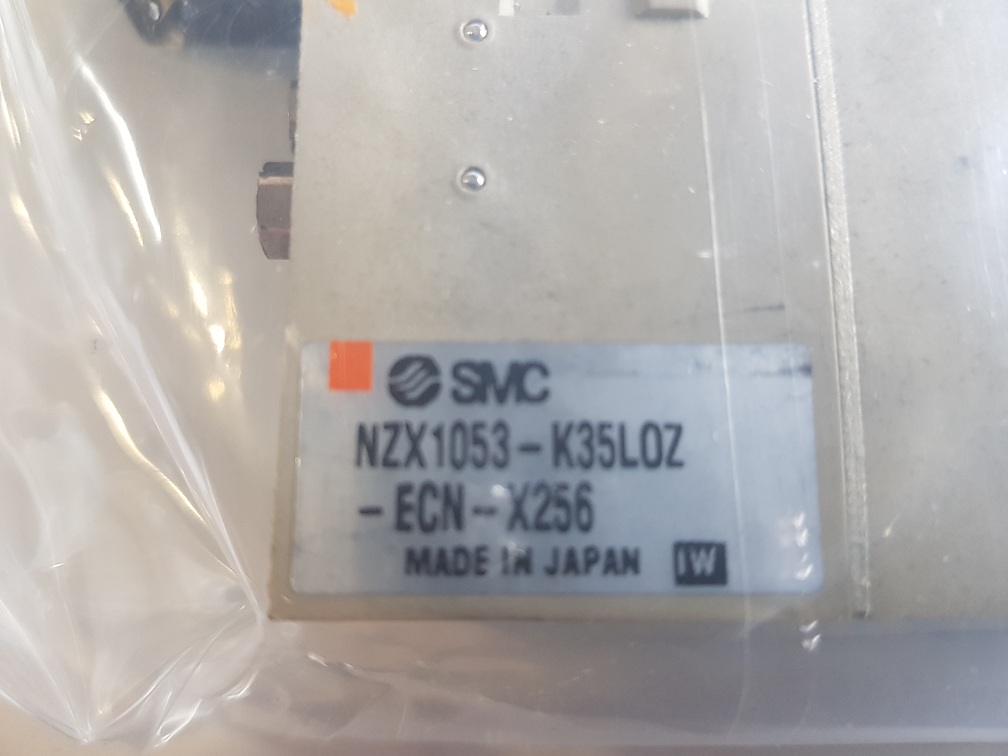 SMC
NZX1053-K35LOZ
-ECN-X256
MADE IN JAPAN IW